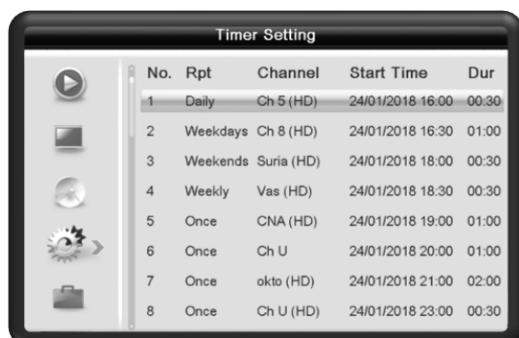 Timer Setting
No. Rpt Channel Start Time Dur
1 Daily Ch 5 (HD) 24/01/2018 16:00 00:30
2 Weekdays Ch 8 (HD) 24/01/2018 16:30 01:00
3 Weekends Suria (HD) 24/01/2018 18:00 00:30
4 Weekly Vas (HD) 24/01/2018 18:30 00:30
5 Once CNA (HD) 24/01/2018 19:00 01:00
6 Once Ch U 24/01/2018 20:00 01:00
7 Once okto (HD) 24/01/2018 21:00 02:00
8 Once Ch U (HD) 24/01/2018 23:00 00:30